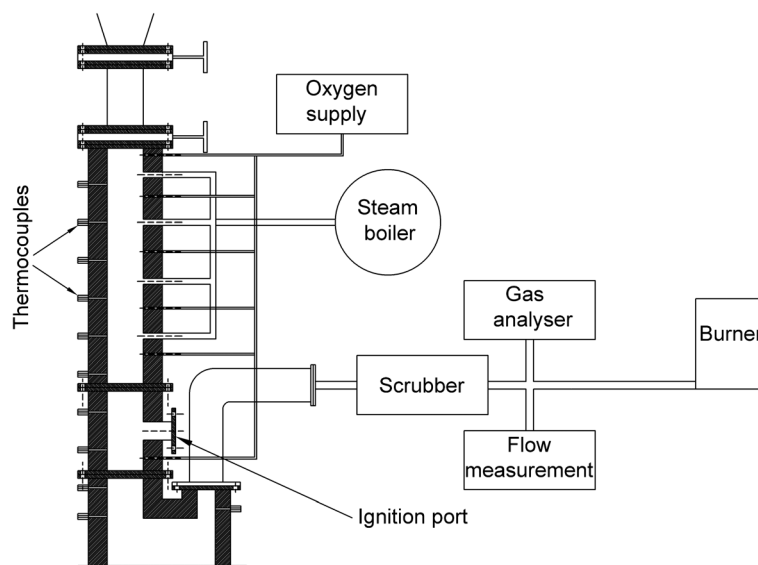 Oxygen
supply
Steam
boiler
Thermocouples
Gas
analyser
Burner
Scrubber
Flow
measurement
Ignition port